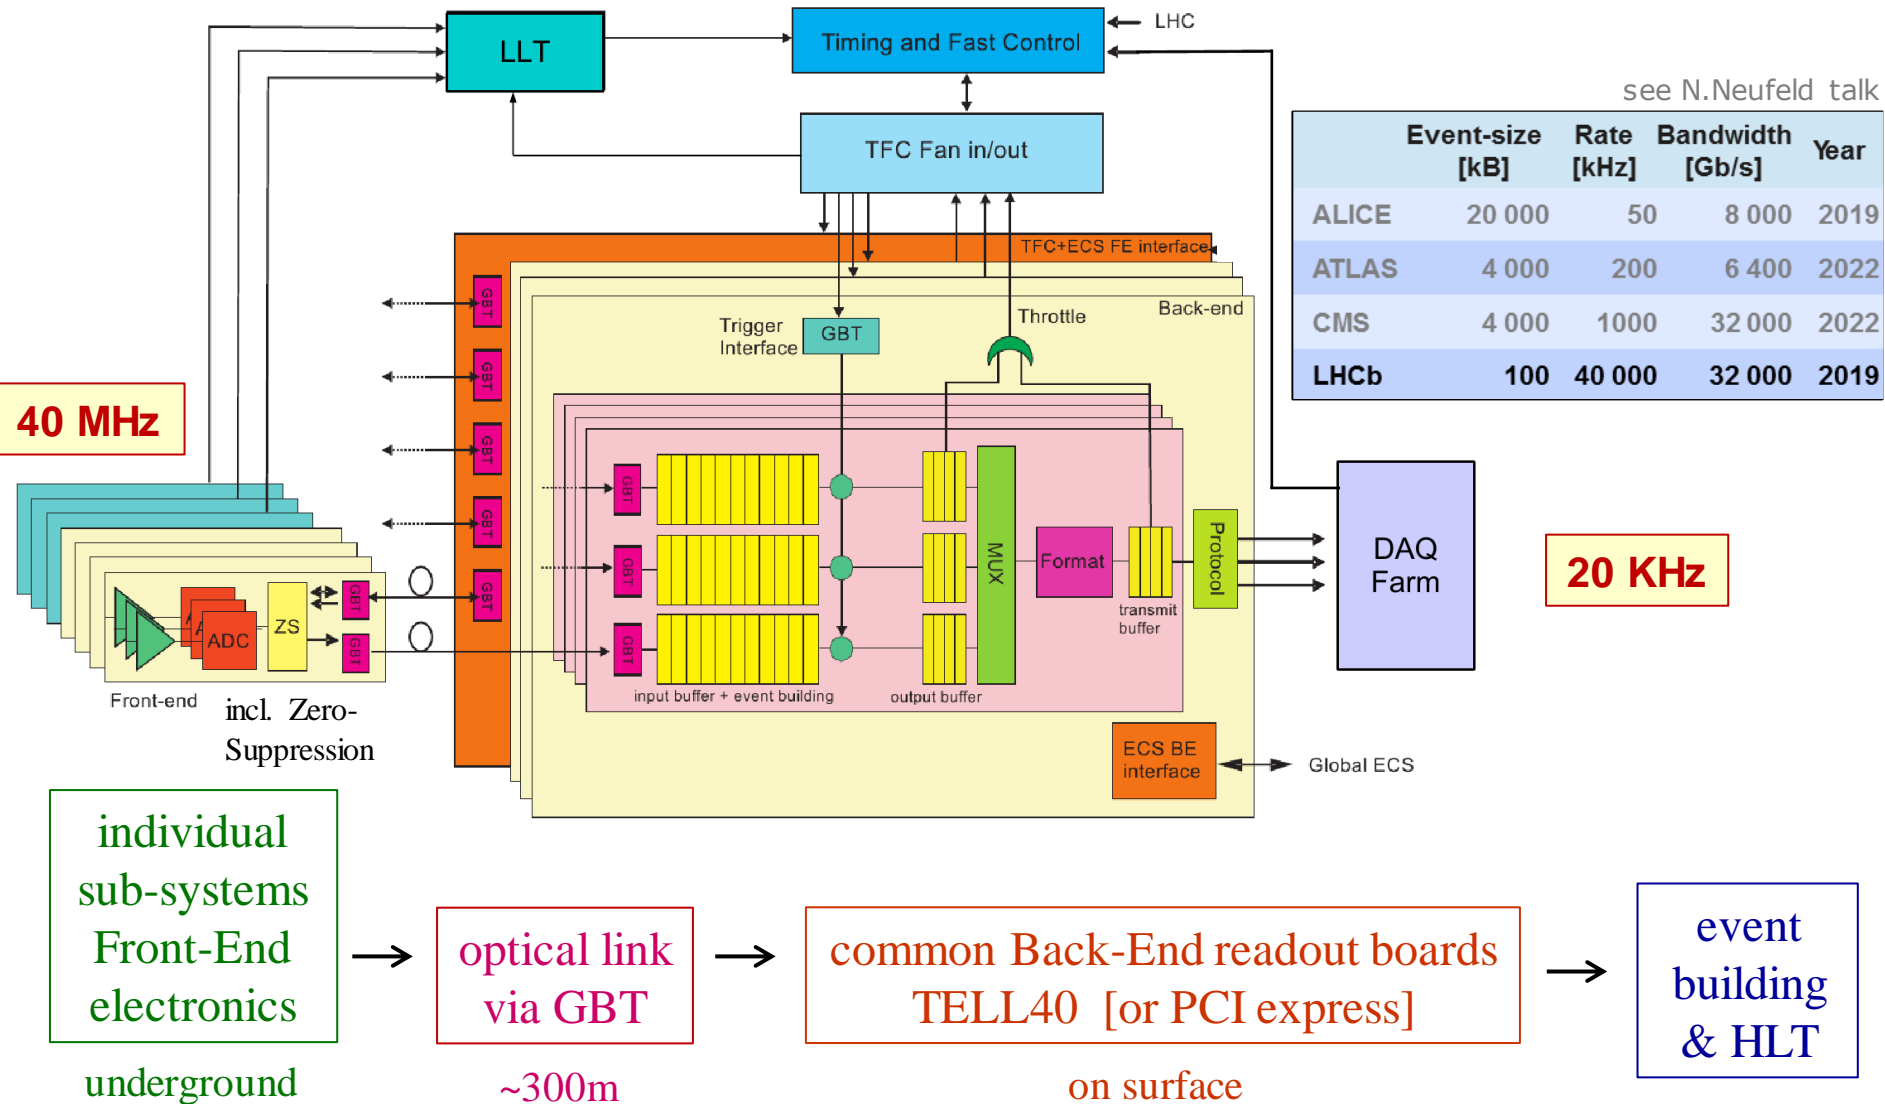 LLT
Timing and Fast Control
LHC
see N.Neufeld talk
TFC Fan in/out
Event-size Rate Bandwidth Year
[kB] [kHz] [Gb/s]
ALICE 20 000 50 8 000 2019
ATLAS 4 000 200 6 400 2022
CMS 4 000 1000 32 000 2022
LHCb 100 40 000 32 000 2019
TFC+ECS FE interface
Back-end
GBT
GBT
GBT
GBT
GBT
Trigger
Interface
GBT
Throttle
40 MHz
GBT
GBT
GBT
MUX
Format
transmit
buffer
Protocol
DAQ
Farm
20 KHz
A
A
ADC
ZS
GBT
GBT
Front-end
incl. Zero-
Suppression
input buffer + event building
output buffer
ECS BE
interface
Global ECS
individual
sub-systems
Front-End
electronics
underground
optical link
via GBT
~300m
common Back-End readout boards
TELL40 [or PCI express]
on surface
event
building
& HLT